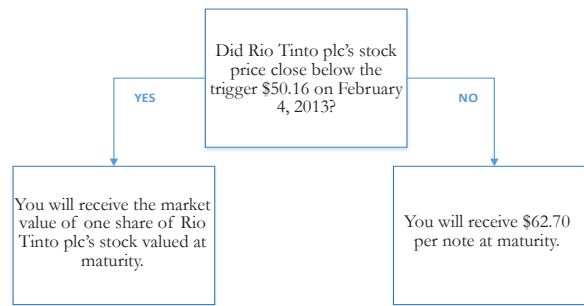 Did Rio Tinto plc's stock
price close below the
trigger $50.16 on February
4, 2013?
YES
NO
You will receive the market
value of one share of Rio
Tinto plc's stock valued at
maturity.
You will receive $62.70
per note at maturity.